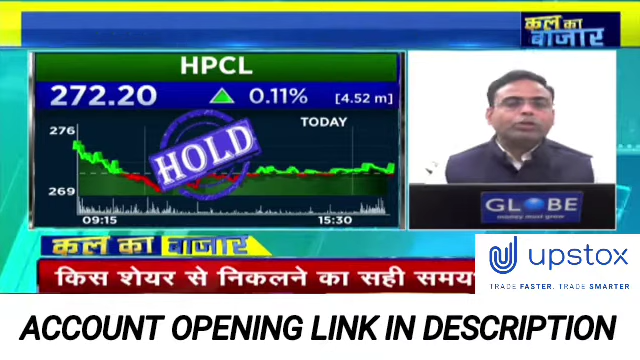 कल का
बाजार
HPCL
272.20 0.11% [4.52 m]
TODAY
276
HOLD
269
09:15 15:30
GLOBE
money must grow
कल का बाजार
किस शेयर से निकलने का सही समय
upstox
TRADE FASTER. TRADE SMARTER
ACCOUNT OPENING LINK IN DESCRIPTION